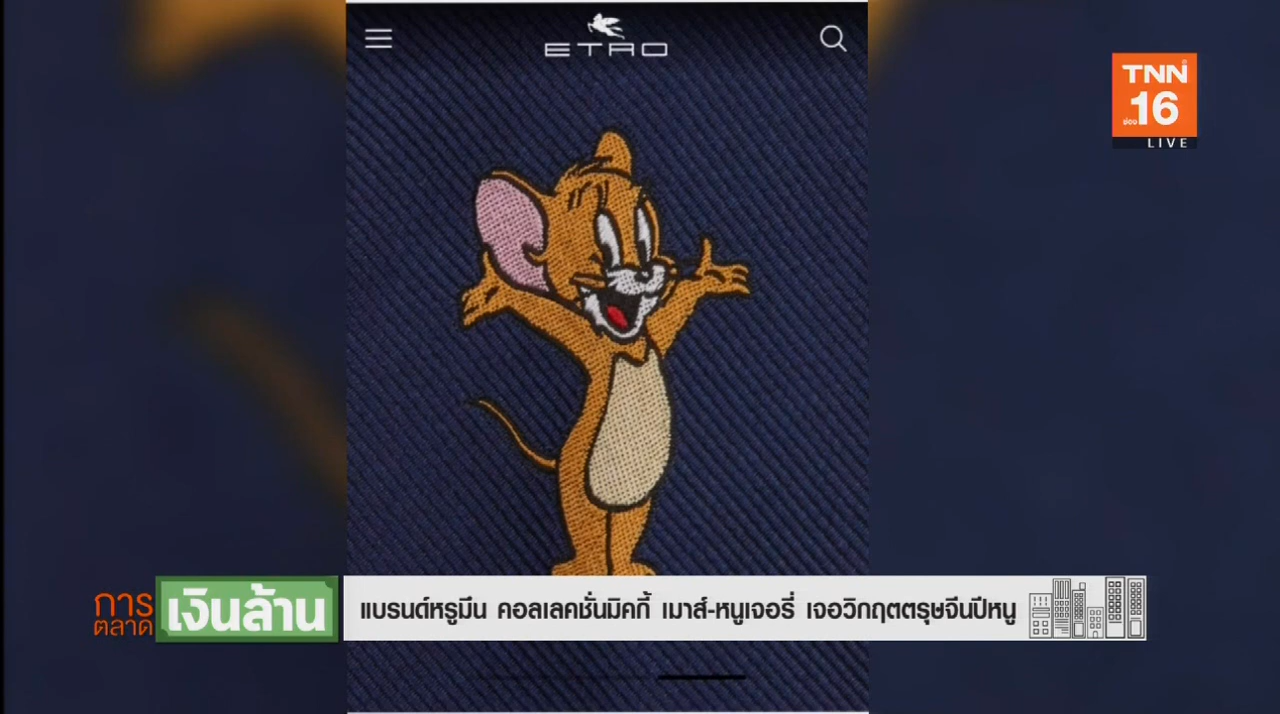 ETRO
TNN
ช่อง 16
LIVE
การ
ตลาด
เงินล้าน
แบรนด์หรูมึน คอลเลคชั่นมิคกี้ เมาส์-หนูเจอรี่ เจอวิกฤตตรุษจีนปีหนู